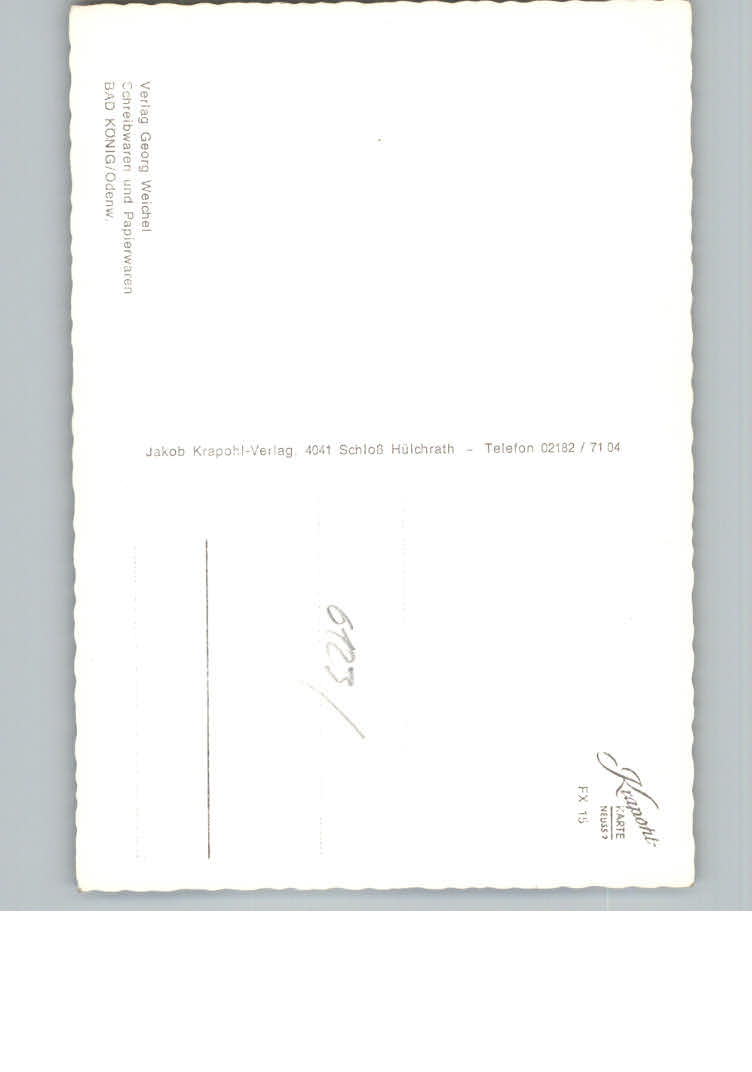 Verlag Georg Weichel
Schreibwaren und Papierwaren
BAD KÖNIG/Odenw.
Jakob Krapohl-Verlag, 4041 Schloß Hülchrath – Telefon 02182 / 71 04
6123/
Krapohl-
KARTE
NEUSS 2
FX 15